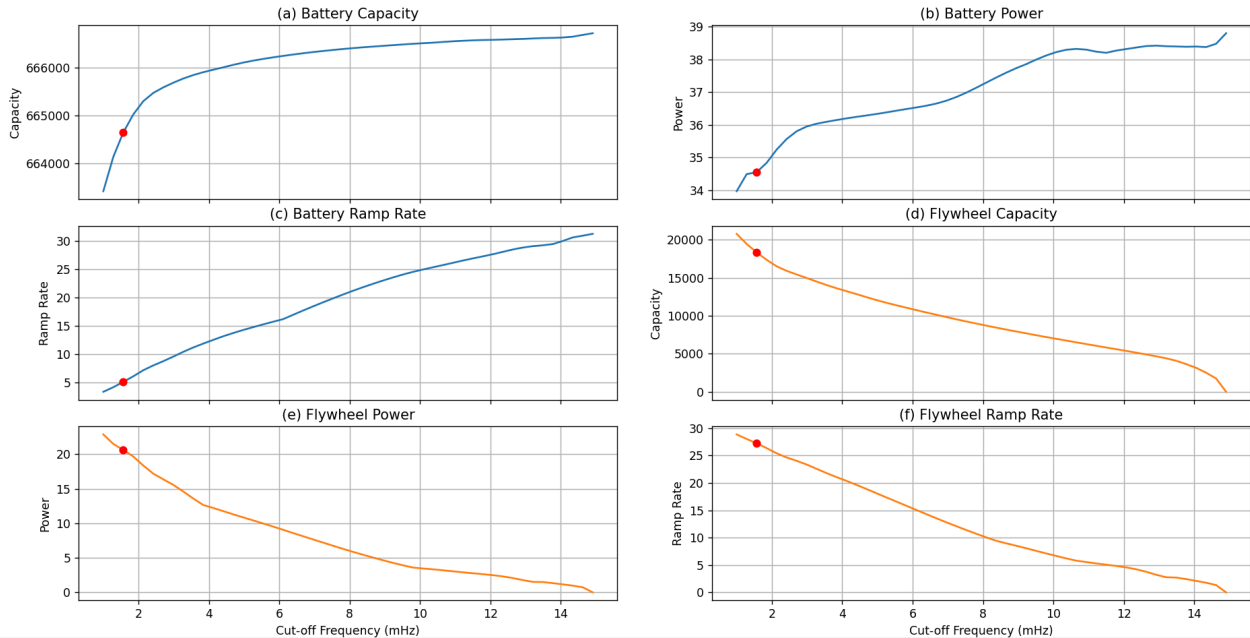 (a) Battery Capacity
Capacity
666000
665000
664000
(b) Battery Power
Power
39
38
37
36
35
34
(c) Battery Ramp Rate
Ramp Rate
30
25
20
15
10
5
(d) Flywheel Capacity
Capacity
20000
15000
10000
5000
0
(e) Flywheel Power
Power
20
15
10
5
0
2 4 6 8 10 12 14
Cut-off Frequency (mHz)
(f) Flywheel Ramp Rate
Ramp Rate
30
25
20
15
10
5
0
2 4 6 8 10 12 14
Cut-off Frequency (mHz)